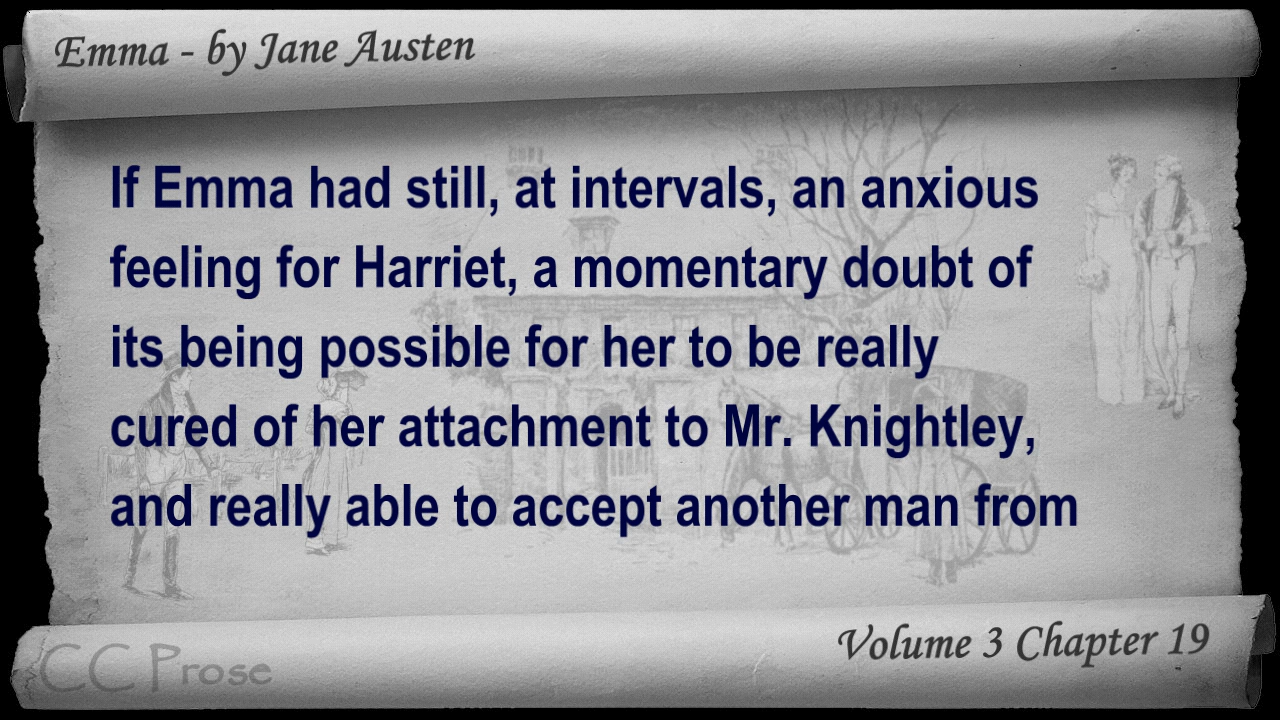 Emma - by Jane Austen
If Emma had still, at intervals, an anxious
feeling for Harriet, a momentary doubt of
its being possible for her to be really
cured of her attachment to Mr. Knightley,
and really able to accept another man from
Volume 3 Chapter 19
CC Prose